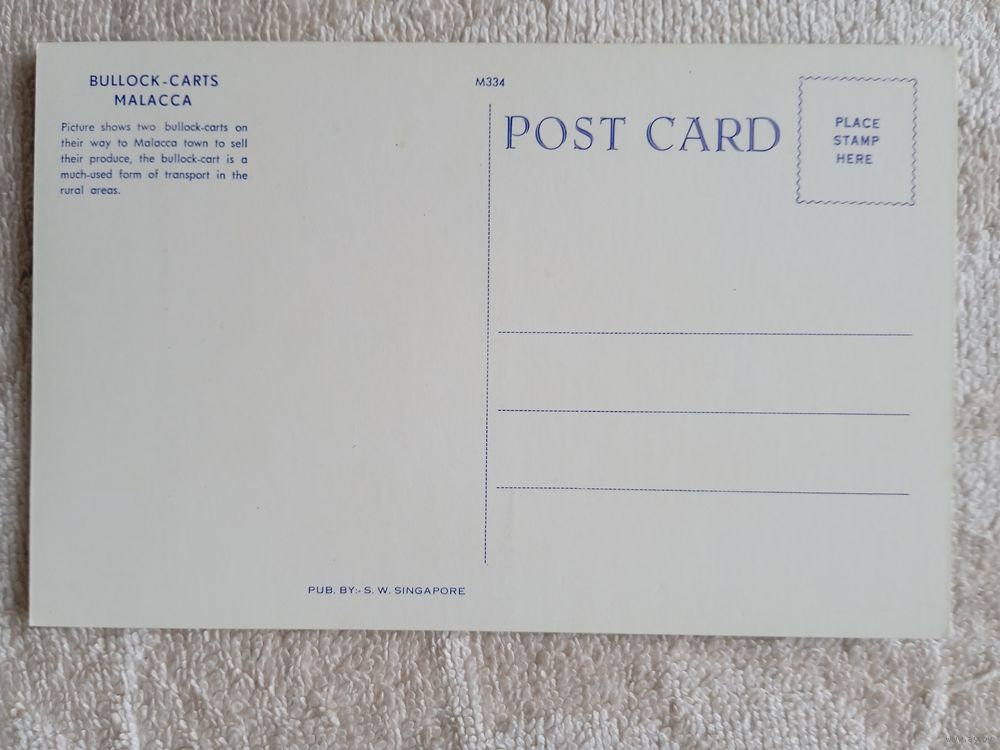 BULLOCK-CARTS
MALACCA
Picture shows two bullock-carts on
their way to Malacca town to sell
their produce, the bullock-cart is a
much-used form of transport in the
rural areas.
M334
POST CARD
PLACE
STAMP
HERE
PUB. BY:- S. W. SINGAPORE